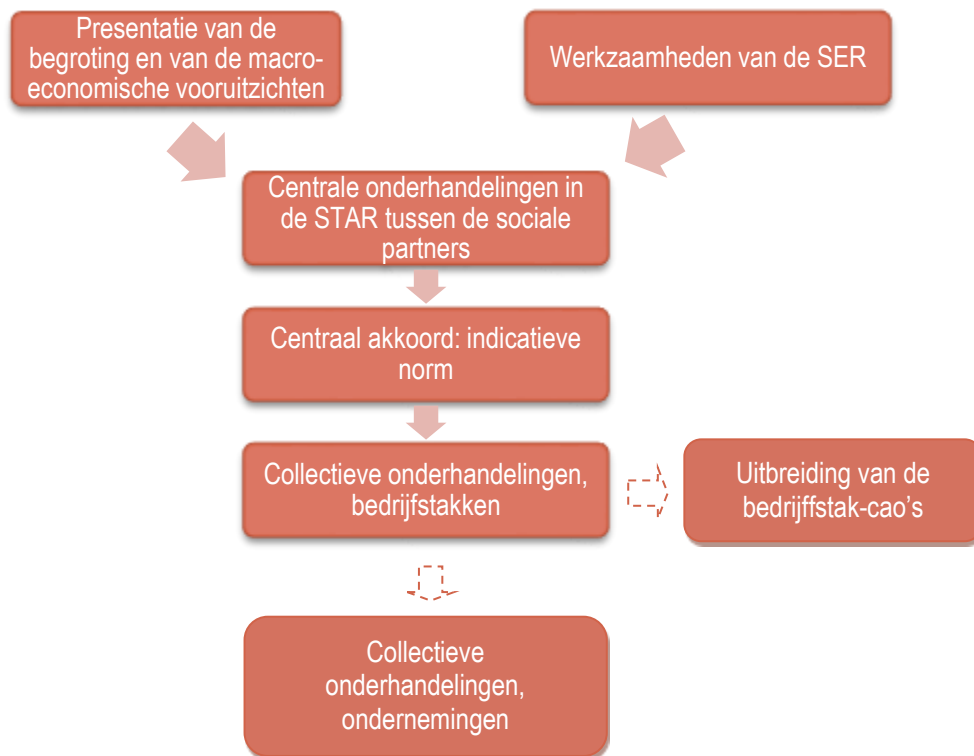 Presentatie van de
begroting en van de macro-
economische vooruitzichten
Werkzaamheden van de SER
Centrale onderhandelingen in
de STAR tussen de sociale
partners
Centraal akkoord: indicatieve
norm
Collectieve onderhandelingen,
bedrijfstakken
Uitbreiding van de
bedrijffstak-cao's
Collectieve
onderhandelingen,
ondernemingen